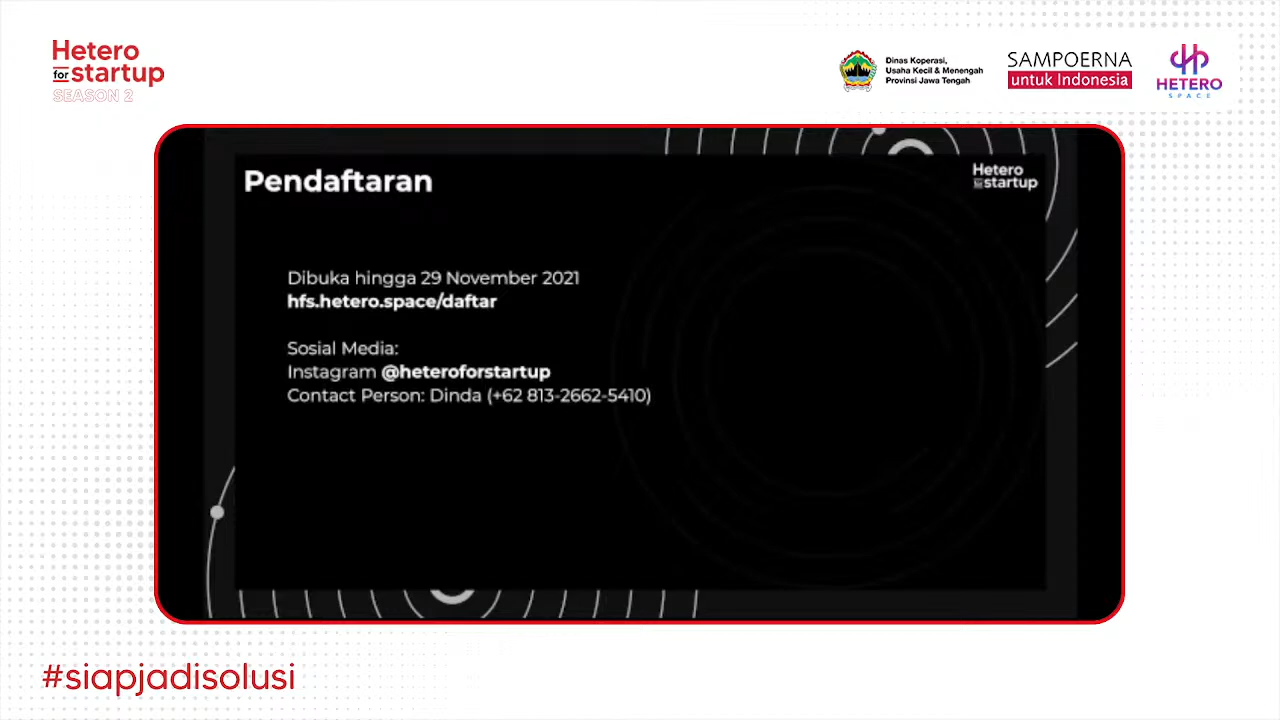 Hetero
for startup
SEASON 2
Dinas Koperasi,
Usaha Kecil & Menengah
Provinsi Jawa Tengah
SAMPOERNA
untuk Indonesia
HETERO
SPACE
Pendaftaran
Hetero
for startup
Dibuka hingga 29 November 2021
hfs.hetero.space/daftar
Sosial Media:
Instagram @heteroforstartup
Contact Person: Dinda (+62 813-2662-5410)
#siapjadisolusi